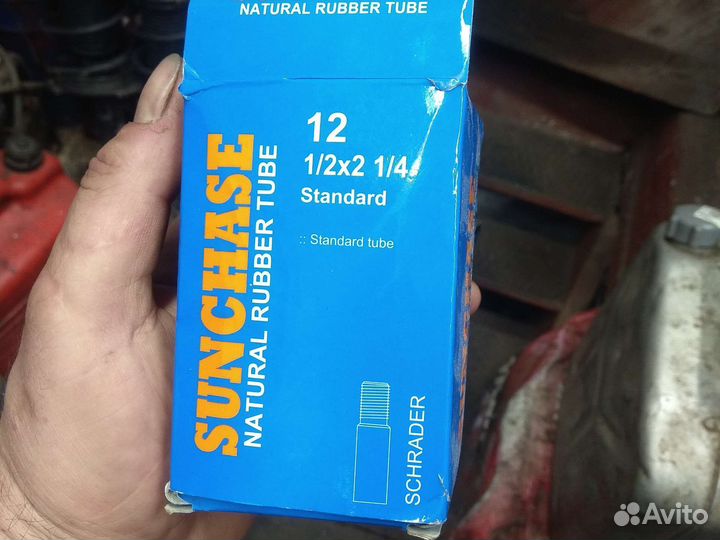 NATURAL RUBBER TUBE
12
1/2x2 1/4
Standard
:: Standard tube
SUNCHASE
NATURAL RUBBER TUBE
SCHRADER
Avito